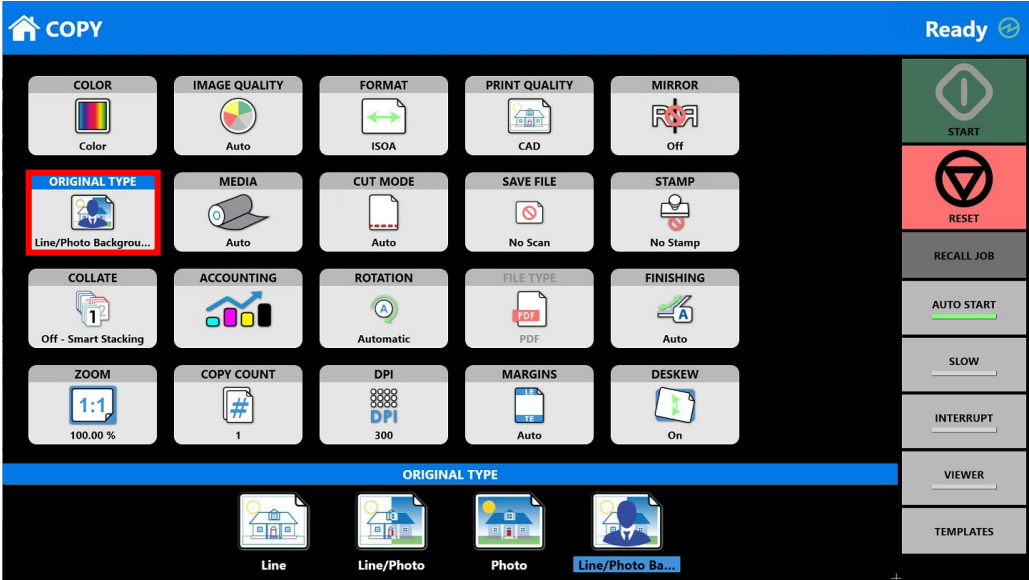 COPY
Ready
COLOR
Color
IMAGE QUALITY
Auto
FORMAT
ISOA
PRINT QUALITY
CAD
MIRROR
RR
Off
ORIGINAL TYPE
Line/Photo Backgrou...
MEDIA
Auto
CUT MODE
Auto
SAVE FILE
No Scan
STAMP
No Stamp
COLLATE
1
Off - Smart Stacking
ACCOUNTING
ROTATION
A
Automatic
FILE TYPE
PDF
PDF
FINISHING
A
Auto
ZOOM
1:1
100.00 %
COPY COUNT
#
1
DPI
DPI
300
MARGINS
LE
TE
Auto
DESKEW
On
START
RESET
RECALL JOB
AUTO START
SLOW
INTERRUPT
VIEWER
TEMPLATES
ORIGINAL TYPE
Line
Line/Photo
Photo
Line/Photo Ba...